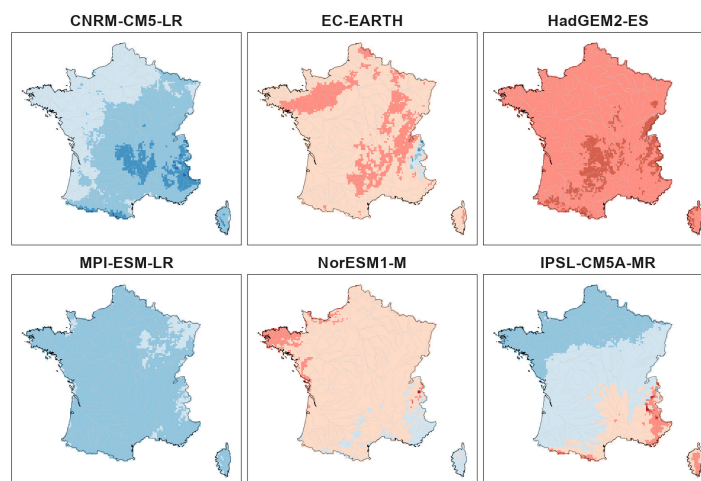 CNRM-CM5-LR
EC-EARTH
HadGEM2-ES
MPI-ESM-LR
NorESM1-M
IPSL-CM5A-MR